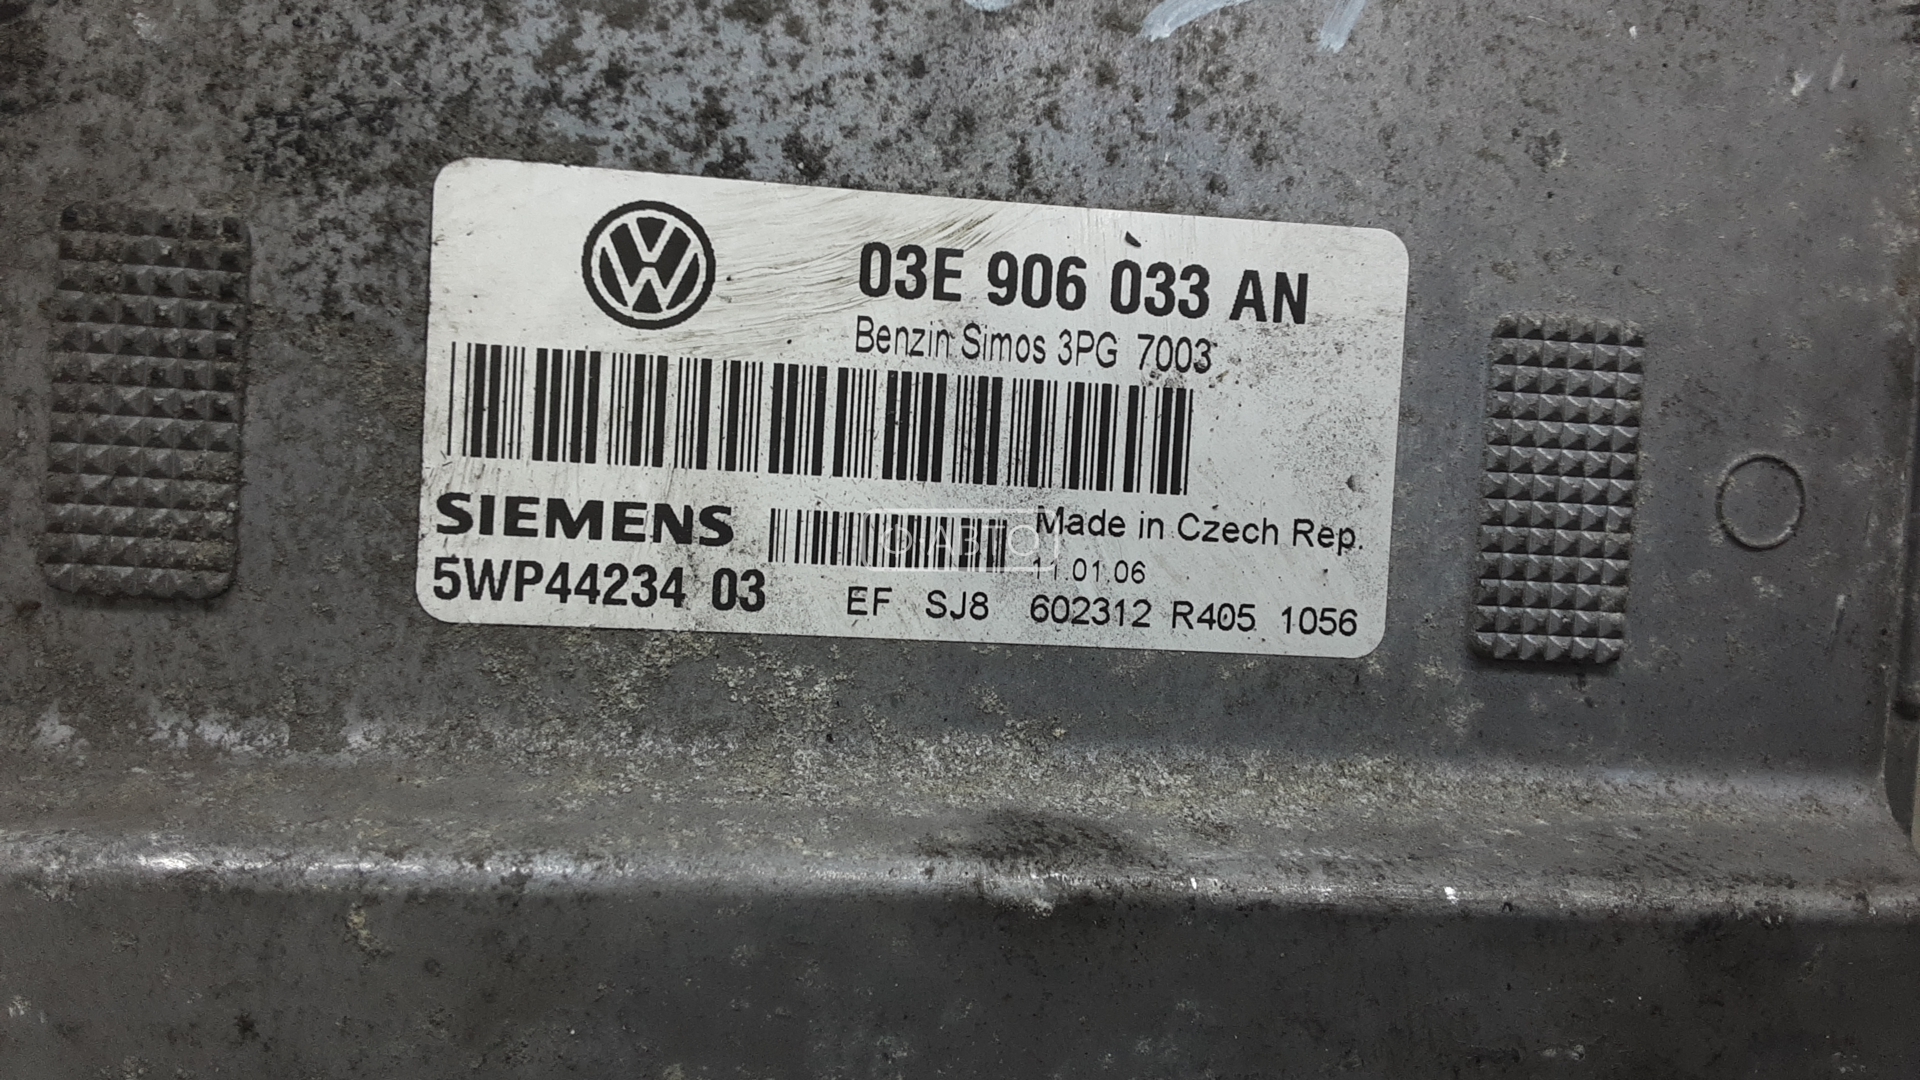 03E 906 033 AN
Benzin Simos 3PG 7003
SIEMENS
Made in Czech Rep.
5WP44234 03
11.01.06
EF SJ8 602312 R405 1056